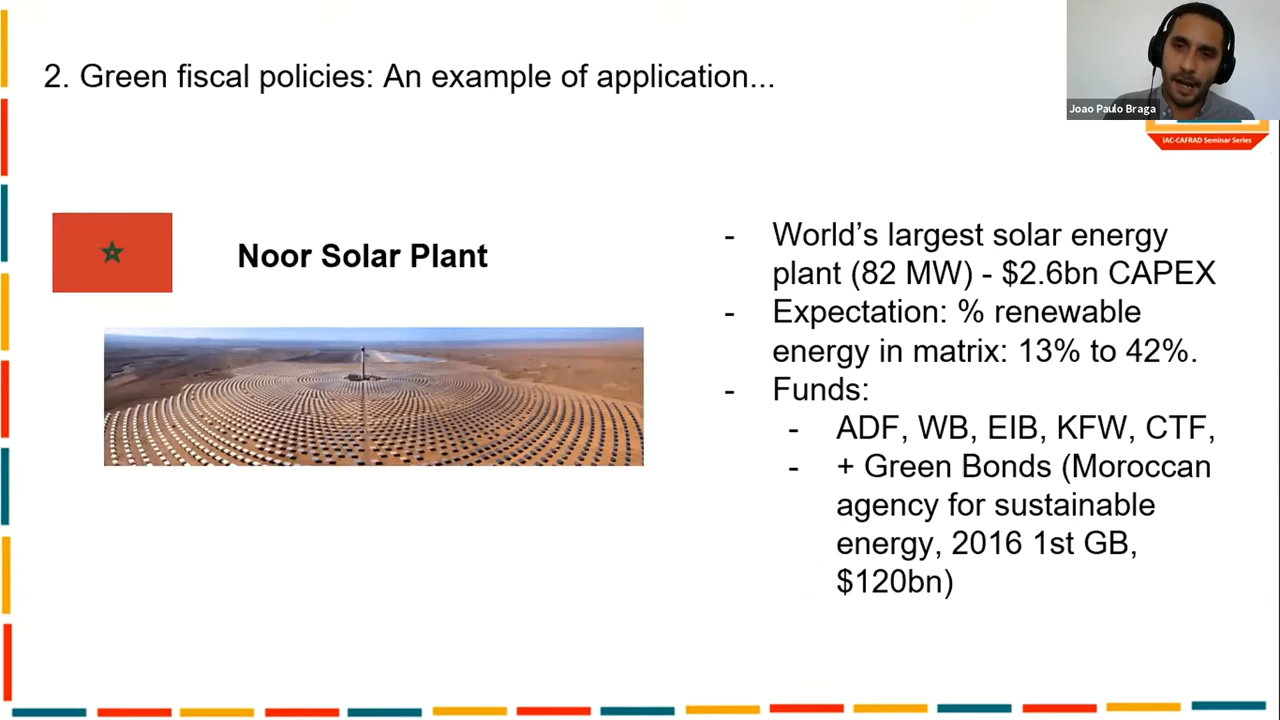 2. Green fiscal policies: An example of application...
Joao Paulo Braga
IAC-CAFRAD Seminar Series
Noor Solar Plant
- World’s largest solar energy
plant (82 MW) - $2.6bn CAPEX
- Expectation: % renewable
energy in matrix: 13% to 42%.
- Funds:
- ADF, WB, EIB, KFW, CTF,
- + Green Bonds (Moroccan
agency for sustainable
energy, 2016 1st GB,
$120bn)